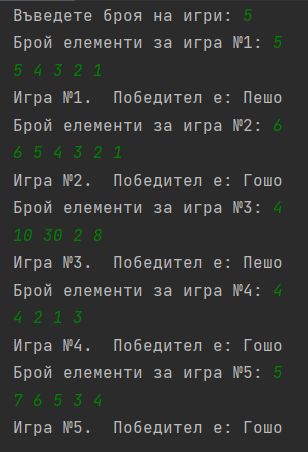 Въведете броя на игри: 5
Брой елементи за игра №1: 5
5 4 3 2 1
Игра №1.  Победител е: Пешо
Брой елементи за игра №2: 6
6 5 4 3 2 1
Игра №2.  Победител е: Гошо
Брой елементи за игра №3: 4
10 30 2 8
Игра №3.  Победител е: Пешо
Брой елементи за игра №4: 4
4 2 1 3
Игра №4.  Победител е: Гошо
Брой елементи за игра №5: 5
7 6 5 3 4
Игра №5.  Победител е: Гошо